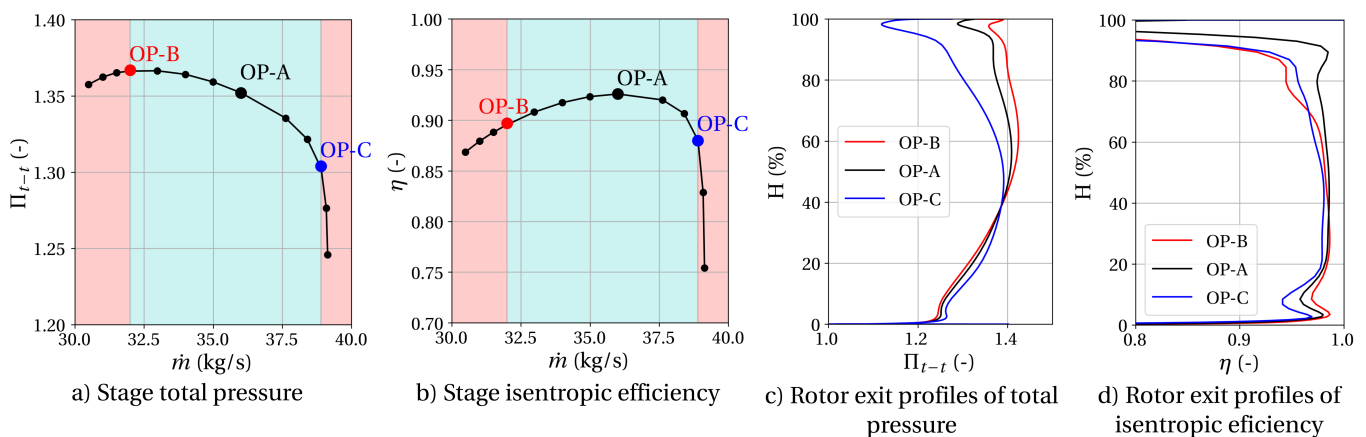 1.40
1.35
1.30
1.25
1.20
Π_{t−t} (-)
OP-B
OP-A
OP-C
30.0 32.5 35.0 37.5 40.0
ṁ (kg/s)
a) Stage total pressure
1.00
0.95
0.90
0.85
0.80
0.75
0.70
η (-)
OP-A
OP-B
OP-C
30.0 32.5 35.0 37.5 40.0
ṁ (kg/s)
b) Stage isentropic efficiency
100
80
60
40
20
0
H (%)
OP-B
OP-A
OP-C
1.0 1.2 1.4
Π_{t−t} (-)
c) Rotor exit profiles of total
pressure
100
80
60
40
20
0
H (%)
OP-B
OP-A
OP-C
0.8 0.9 1.0
η (-)
d) Rotor exit profiles of
isentropic eficiency